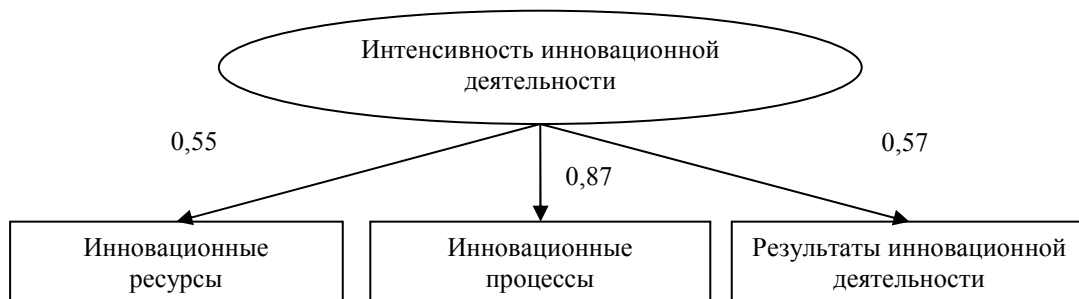 Интенсивность инновационной
деятельности
0,55
0,87
0,57
Инновационные
ресурсы
Инновационные
процессы
Результаты инновационной
деятельности